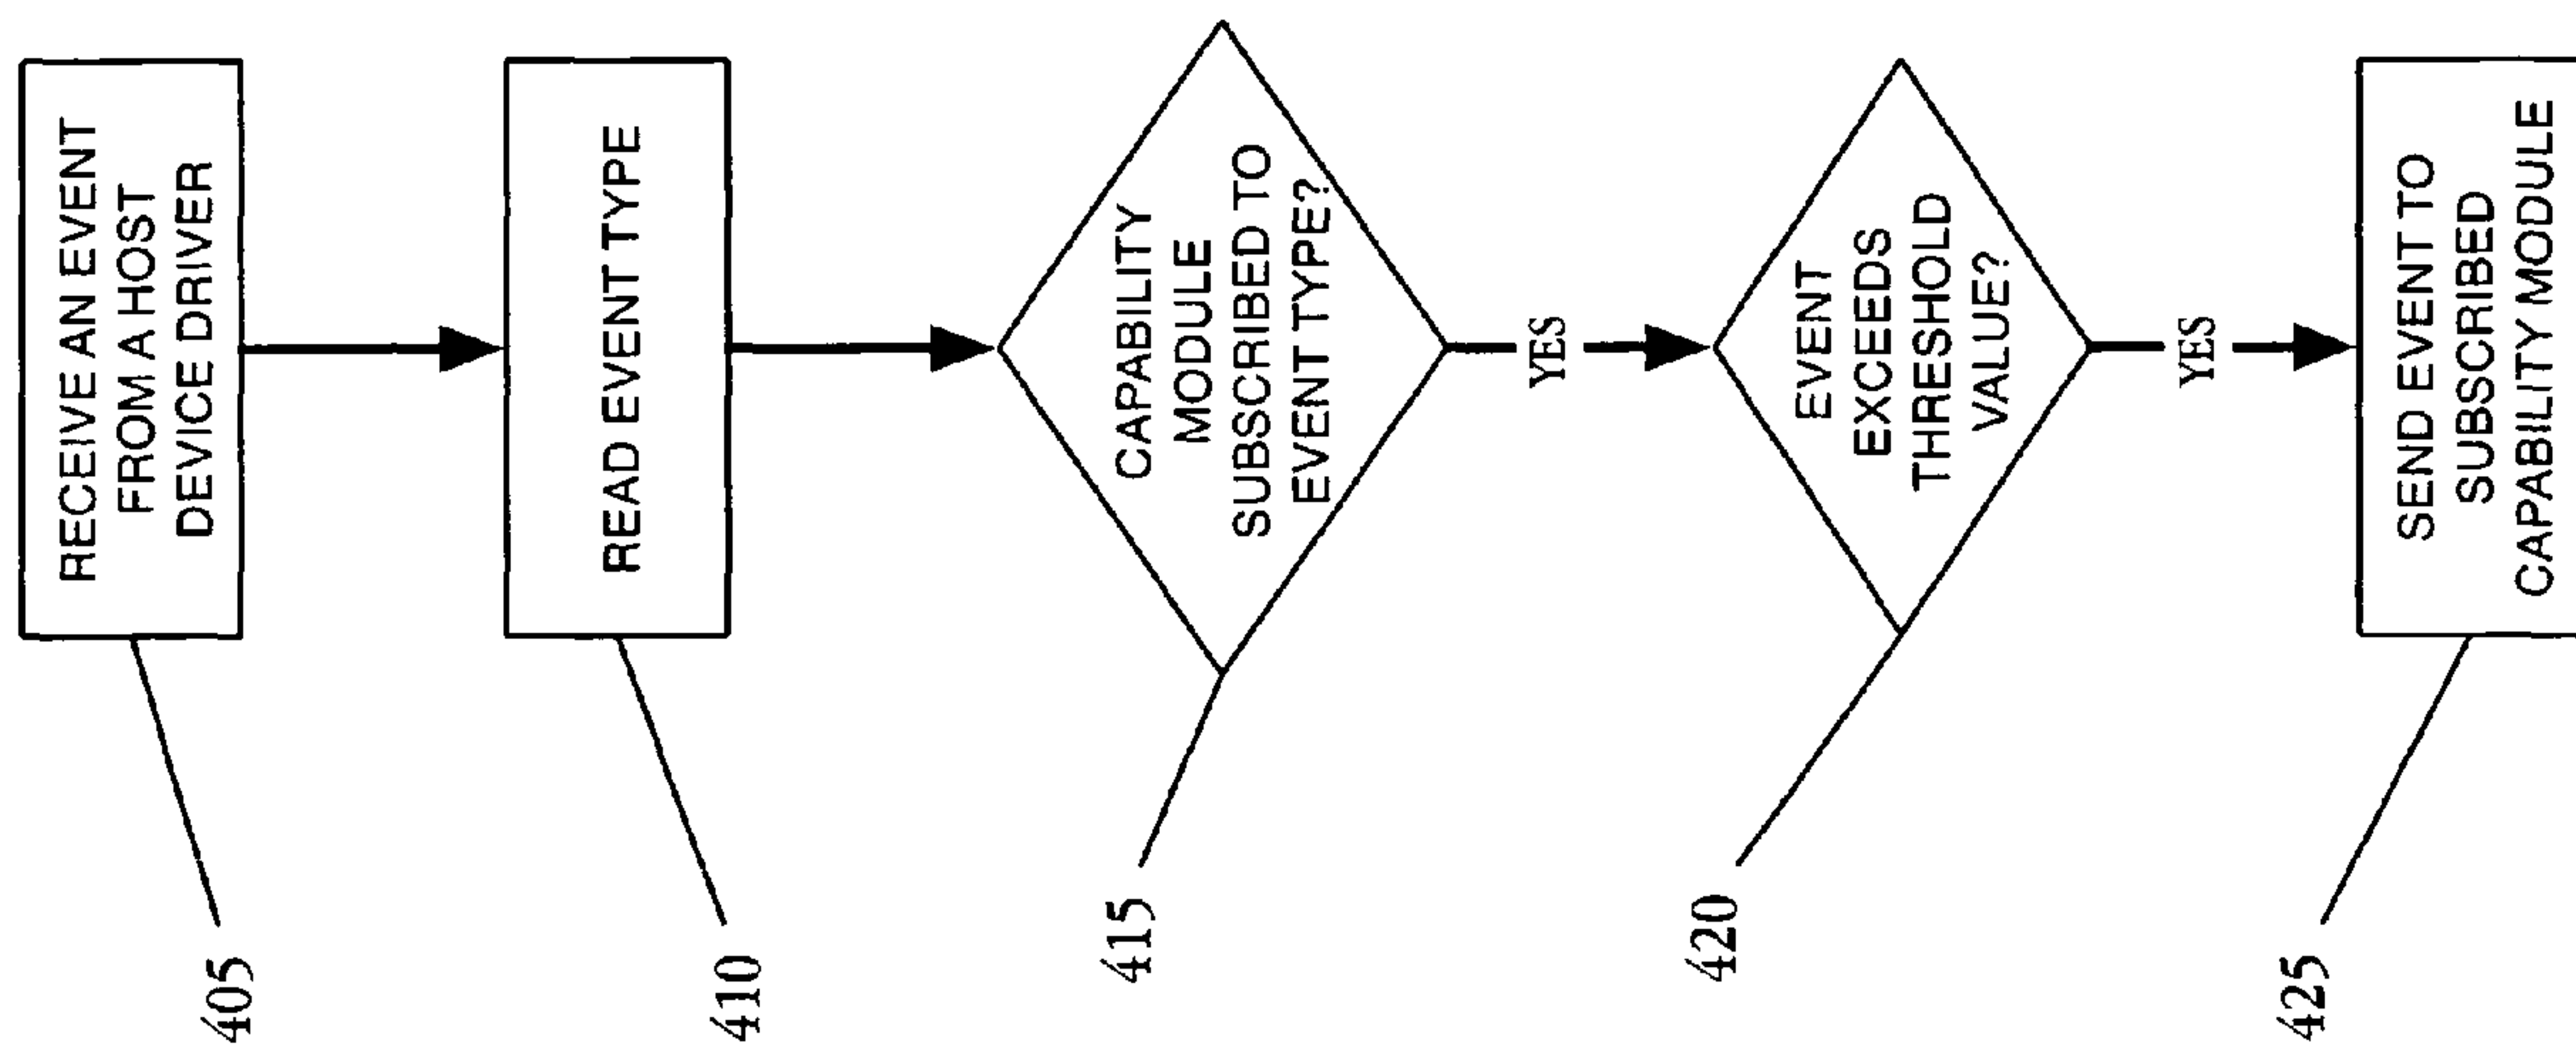 RECEIVE AN EVENT
FROM A HOST
DEVICE DRIVER
405
READ EVENT TYPE
410
CAPABILITY
MODULE
SUBSCRIBED TO
EVENT TYPE?
415
YES
EVENT
EXCEEDS
THRESHOLD
VALUE?
420
YES
SEND EVENT TO
SUBSCRIBED
CAPABILITY MODULE
425